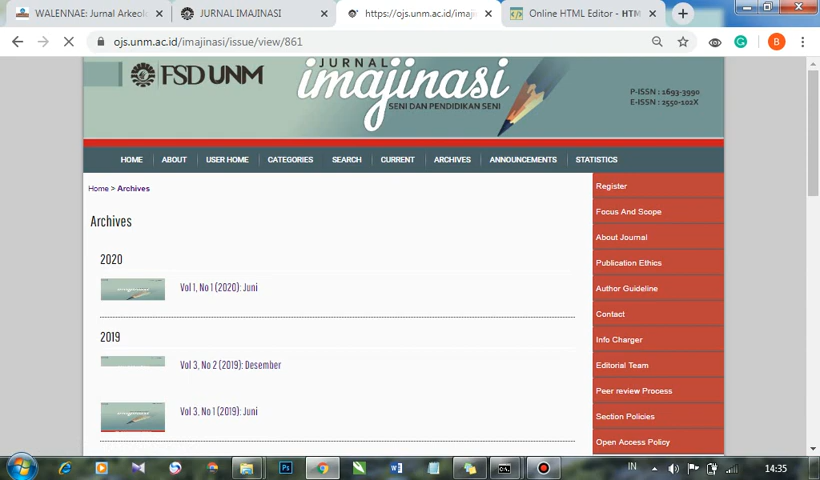 WALENNAE: Jurnal Arkeolo
JURNAL IMAJINASI
https://ojs.unm.ac.id/imaji
Online HTML Editor - HTM
ojs.unm.ac.id/imajinasi/issue/view/861
B
FSD UNM
JURNAL
imajinasi
SENI DAN PENDIDIKAN SENI
P-ISSN : 1693-3990
E-ISSN : 2550-102X
HOME ABOUT USER HOME CATEGORIES SEARCH CURRENT ARCHIVES ANNOUNCEMENTS STATISTICS
Home > Archives
Archives
2020
Vol 1, No 1 (2020): Juni
2019
Vol 3, No 2 (2019): Desember
Vol 3, No 1 (2019): Juni
Register
Focus And Scope
About Journal
Publication Ethics
Author Guideline
Contact
Info Charger
Editorial Team
Peer review Process
Section Policies
Open Access Policy
IN
14:35